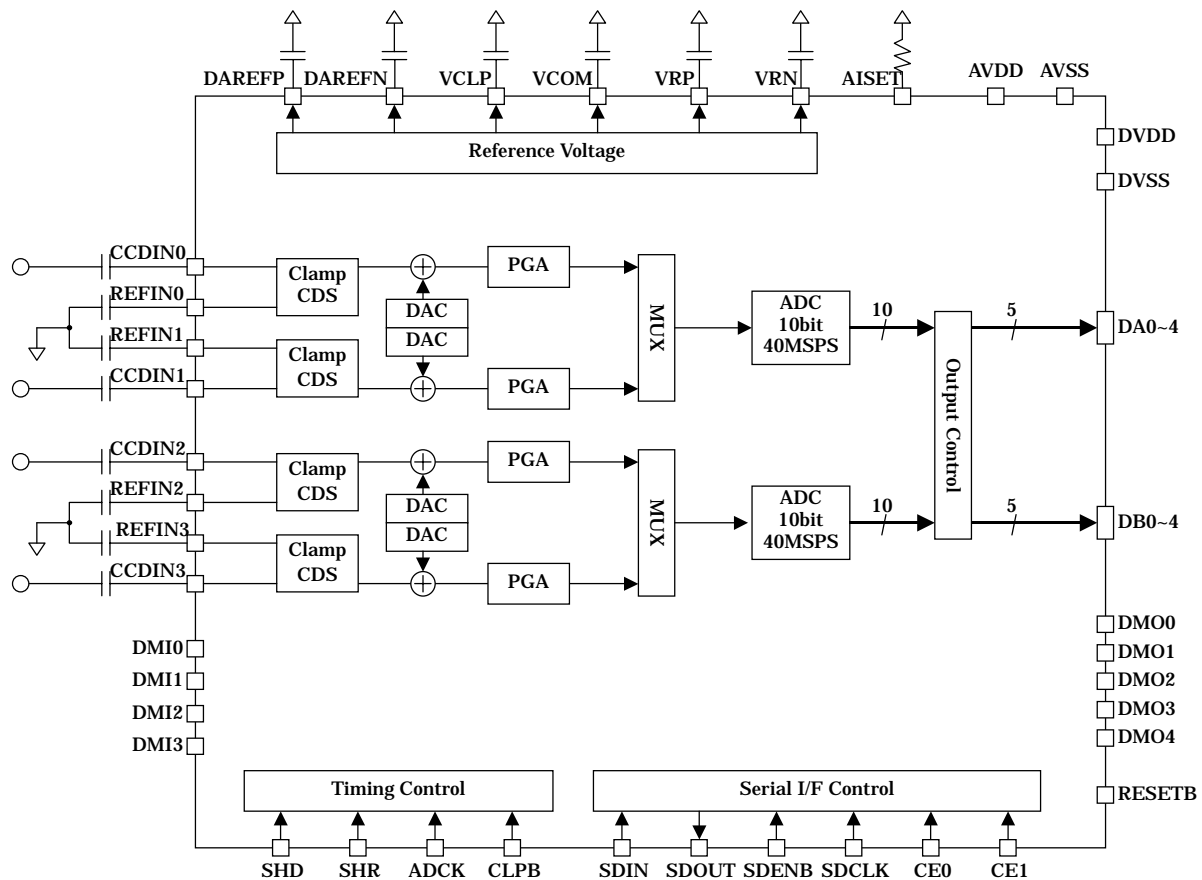 DAREFP DAREFN VCLP VCOM VRP VRN AISET AVDD AVSS
DVDD
Reference Voltage
DVSS
CCDIN0
Clamp
CDS
PGA
REFIN0
DAC
MUX
ADC
10bit
40MSPS
10
5
DA0~4
REFIN1
DAC
Clamp
CDS
PGA
CCDIN1
Output Control
CCDIN2
Clamp
CDS
PGA
REFIN2
DAC
MUX
ADC
10bit
40MSPS
10
5
DB0~4
REFIN3
DAC
Clamp
CDS
PGA
CCDIN3
DMI0
DMI1
DMI2
DMI3
DMO0
DMO1
DMO2
DMO3
DMO4
RESETB
Timing Control
Serial I/F Control
SHD SHR ADCK CLPB SDIN SDOUT SDENB SDCLK CE0 CE1